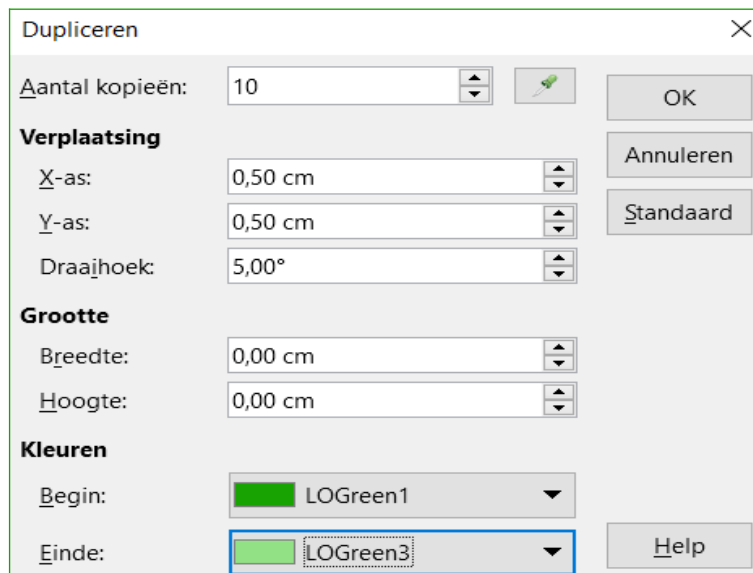 Dupliceren
Aantal kopieën: 10
OK
Verplaatsing
Annuleren
X-as: 0,50 cm
Y-as: 0,50 cm
Standaard
Draaihoek: 5,00°
Grootte
Breedte: 0,00 cm
Hoogte: 0,00 cm
Kleuren
Begin: LOGreen1
Einde: LOGreen3
Help